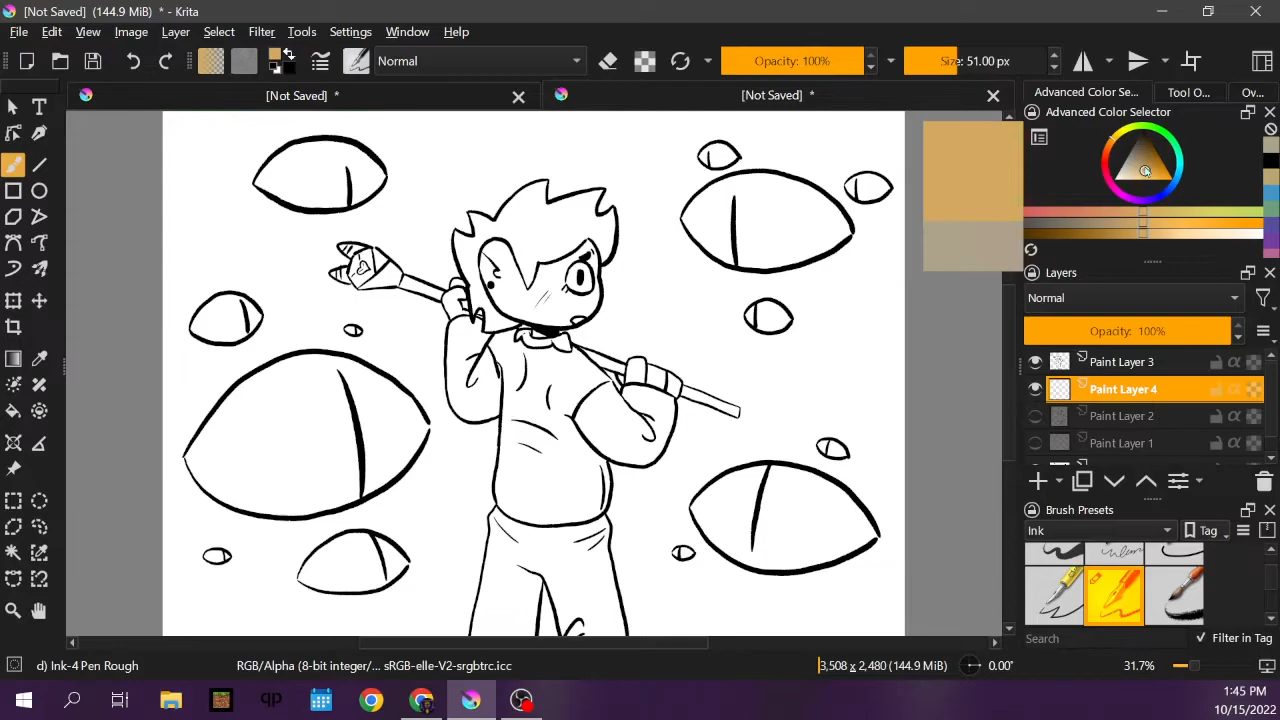 [Not Saved] (144.9 MiB) * - Krita
File Edit View Image Layer Select Filter Tools Settings Window Help
Normal
Opacity: 100%
Size: 51.00 px
[Not Saved] *
[Not Saved] *
Advanced Color Se...
Tool O...
Ov...
Advanced Color Selector
Layers
Normal
Opacity: 100%
Paint Layer 3
Paint Layer 4
Paint Layer 2
Paint Layer 1
Brush Presets
Ink
Tag
Search
Filter in Tag
d) Ink-4 Pen Rough
RGB/Alpha (8-bit integer/... sRGB-elle-V2-srgbtrc.icc
3,508 x 2,480 (144.9 MiB)
0.00°
31.7%
qp
1:45 PM
10/15/2022